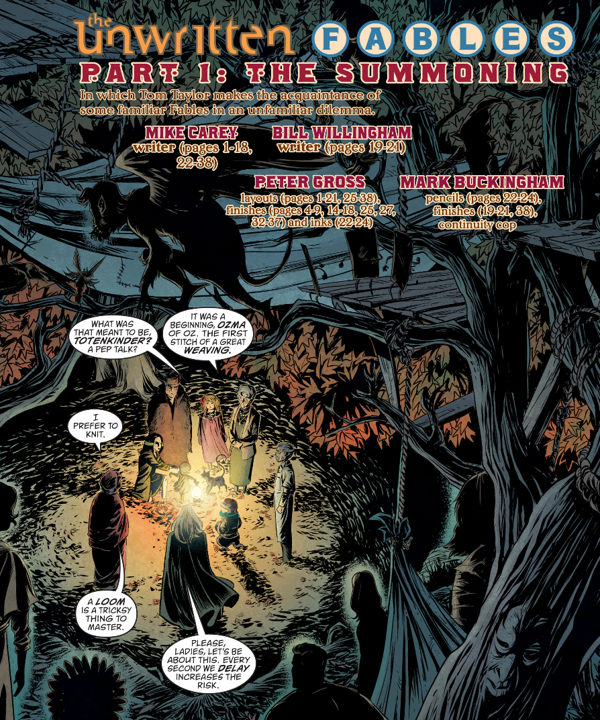 the
unwritten FABLES
PART 1: THE SUMMONING
In which Tom Taylor makes the acquaintance of
some familiar Fables in an unfamiliar dilemma.
MIKE CAREY
writer (pages 1-18,
22-38)
BILL WILLINGHAM
writer (pages 19-21)
PETER GROSS
layouts (pages 1-21, 25-38),
finishes (pages 4-9, 14-18, 25, 27,
32-37) and inks (22-24)
MARK BUCKINGHAM
pencils (pages 22-24),
finishes (19-21, 38),
continuity cop
WHAT WAS
THAT MEANT TO BE,
TOTENKINDER?
A PEP TALK?
IT WAS A
BEGINNING, OZMA
OF OZ. THE FIRST
STITCH OF A GREAT
WEAVING.
I
PREFER TO
KNIT.
A LOOM
IS A TRICKSY
THING TO
MASTER.
PLEASE,
LADIES, LET'S BE
ABOUT THIS. EVERY
SECOND WE DELAY
INCREASES THE
RISK.